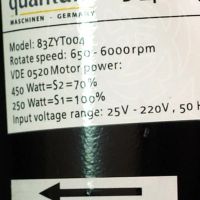 MASCHINEN - GERMANY
Model: 83ZYT004
Rotate speed: 650 - 6000rpm
VDE 0520 Motor power:
450 Watt=S2=70%
250 Watt=S1=100%
Input voltage range: 25V - 220V , 50 H